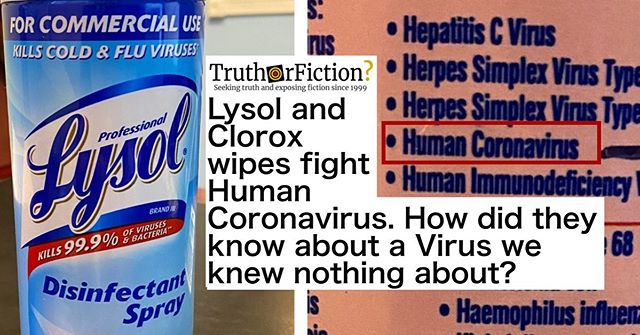 FOR COMMERCIAL USE
KILLS COLD & FLU VIRUSES*
Professional
Lysol
BRAND III
KILLS 99.9% OF VIRUSES & BACTERIA**
Disinfectant
Spray
TruthOrFiction?
Seeking truth and exposing fiction since 1999
Lysol and
Clorox
wipes fight
Human
Coronavirus. How did they
know about a Virus we
knew nothing about?
• Hepatitis C Virus
• Herpes Simplex Virus Type
• Herpes Simplex Virus Type
• Human Coronavirus
• Human Immunodeficiency V
68
• Haemophilus influen